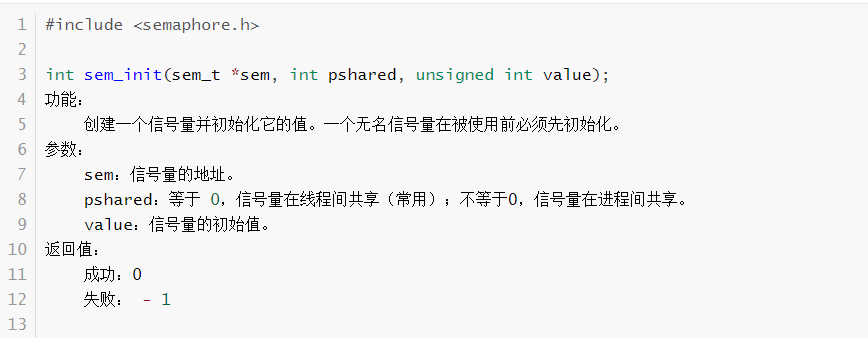 1 #include <semaphore.h>
2
3 int sem_init(sem_t *sem, int pshared, unsigned int value);
4 功能：
5 创建一个信号量并初始化它的值。一个无名信号量在被使用前必须先初始化。
6 参数：
7 sem：信号量的地址。
8 pshared：等于 0，信号量在线程间共享（常用）；不等于0，信号量在进程间共享。
9 value：信号量的初始值。
10 返回值：
11 成功：0
12 失败： - 1
13